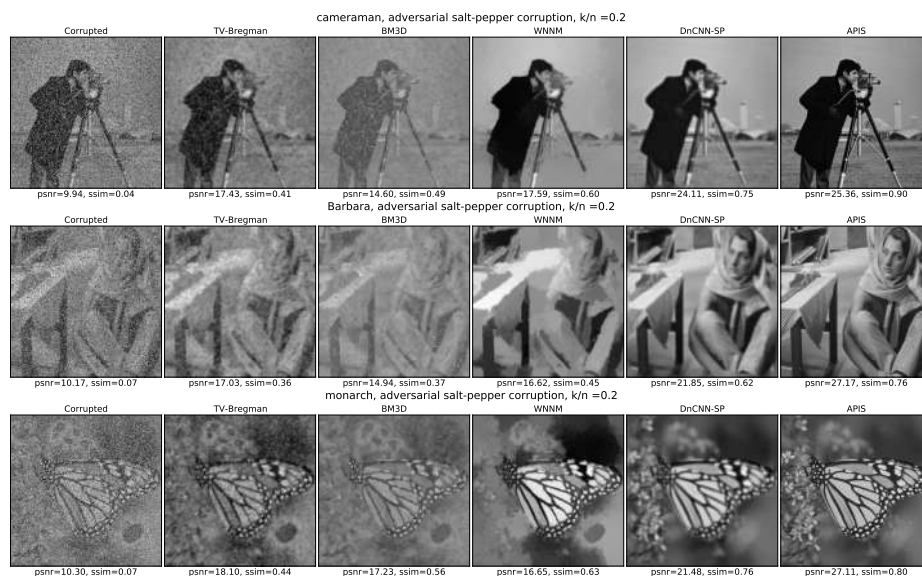 cameraman, adversarial salt-pepper corruption, k/n =0.2
Corrupted TV-Bregman BM3D WNNM DnCNN-SP APIS
psnr=9.94, ssim=0.04 psnr=17.43, ssim=0.41 psnr=14.60, ssim=0.49 psnr=17.59, ssim=0.60 psnr=24.11, ssim=0.75 psnr=25.36, ssim=0.90
Barbara, adversarial salt-pepper corruption, k/n =0.2
Corrupted TV-Bregman BM3D WNNM DnCNN-SP APIS
psnr=10.17, ssim=0.07 psnr=17.03, ssim=0.36 psnr=14.94, ssim=0.37 psnr=16.62, ssim=0.45 psnr=21.85, ssim=0.62 psnr=27.17, ssim=0.76
monarch, adversarial salt-pepper corruption, k/n =0.2
Corrupted TV-Bregman BM3D WNNM DnCNN-SP APIS
psnr=10.30, ssim=0.07 psnr=18.10, ssim=0.44 psnr=17.23, ssim=0.56 psnr=16.65, ssim=0.63 psnr=21.48, ssim=0.76 psnr=27.11, ssim=0.80